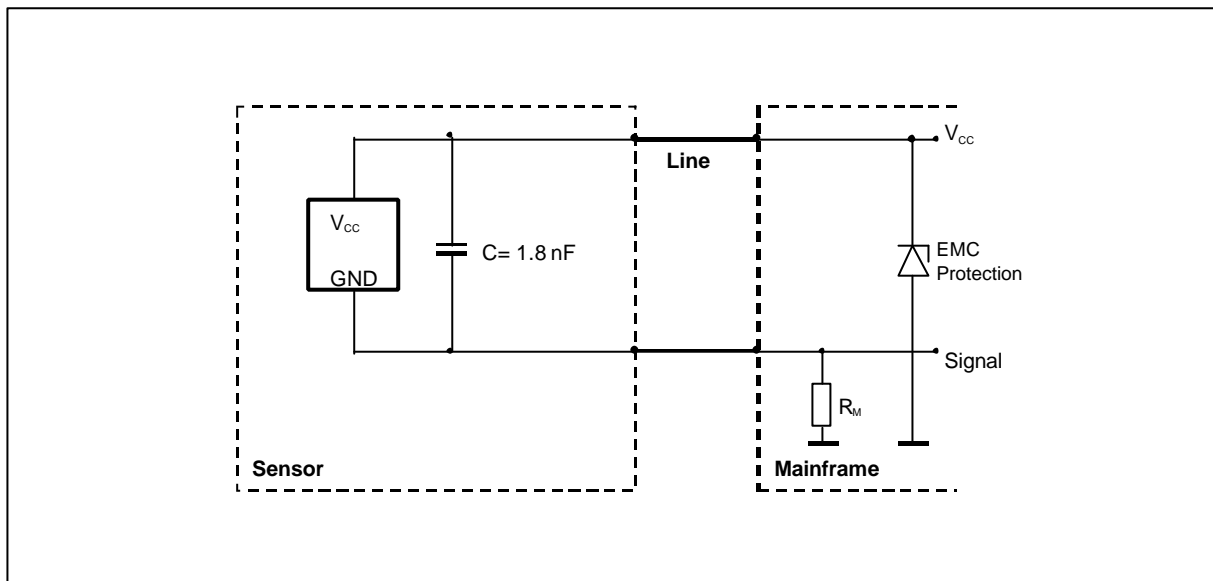 V_CC
Line
V_CC
EMC
Protection
C= 1.8 nF
GND
Signal
R_M
Sensor
Mainframe